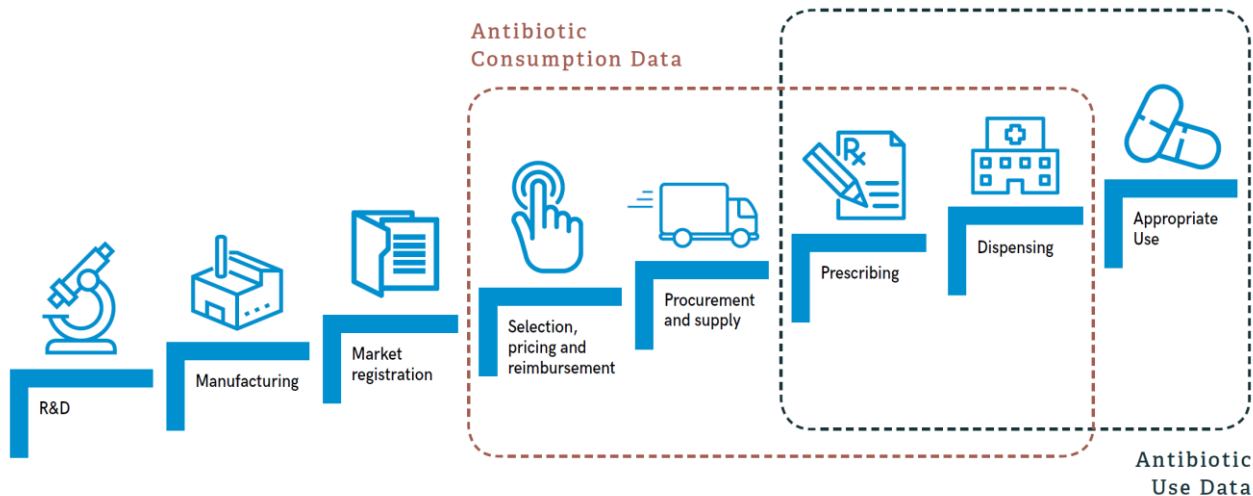 Antibiotic
Consumption Data
R&D
Manufacturing
Market
registration
Selection,
pricing and
reimbursement
Procurement
and supply
Rx
Prescribing
Dispensing
Appropriate
Use
Antibiotic
Use Data